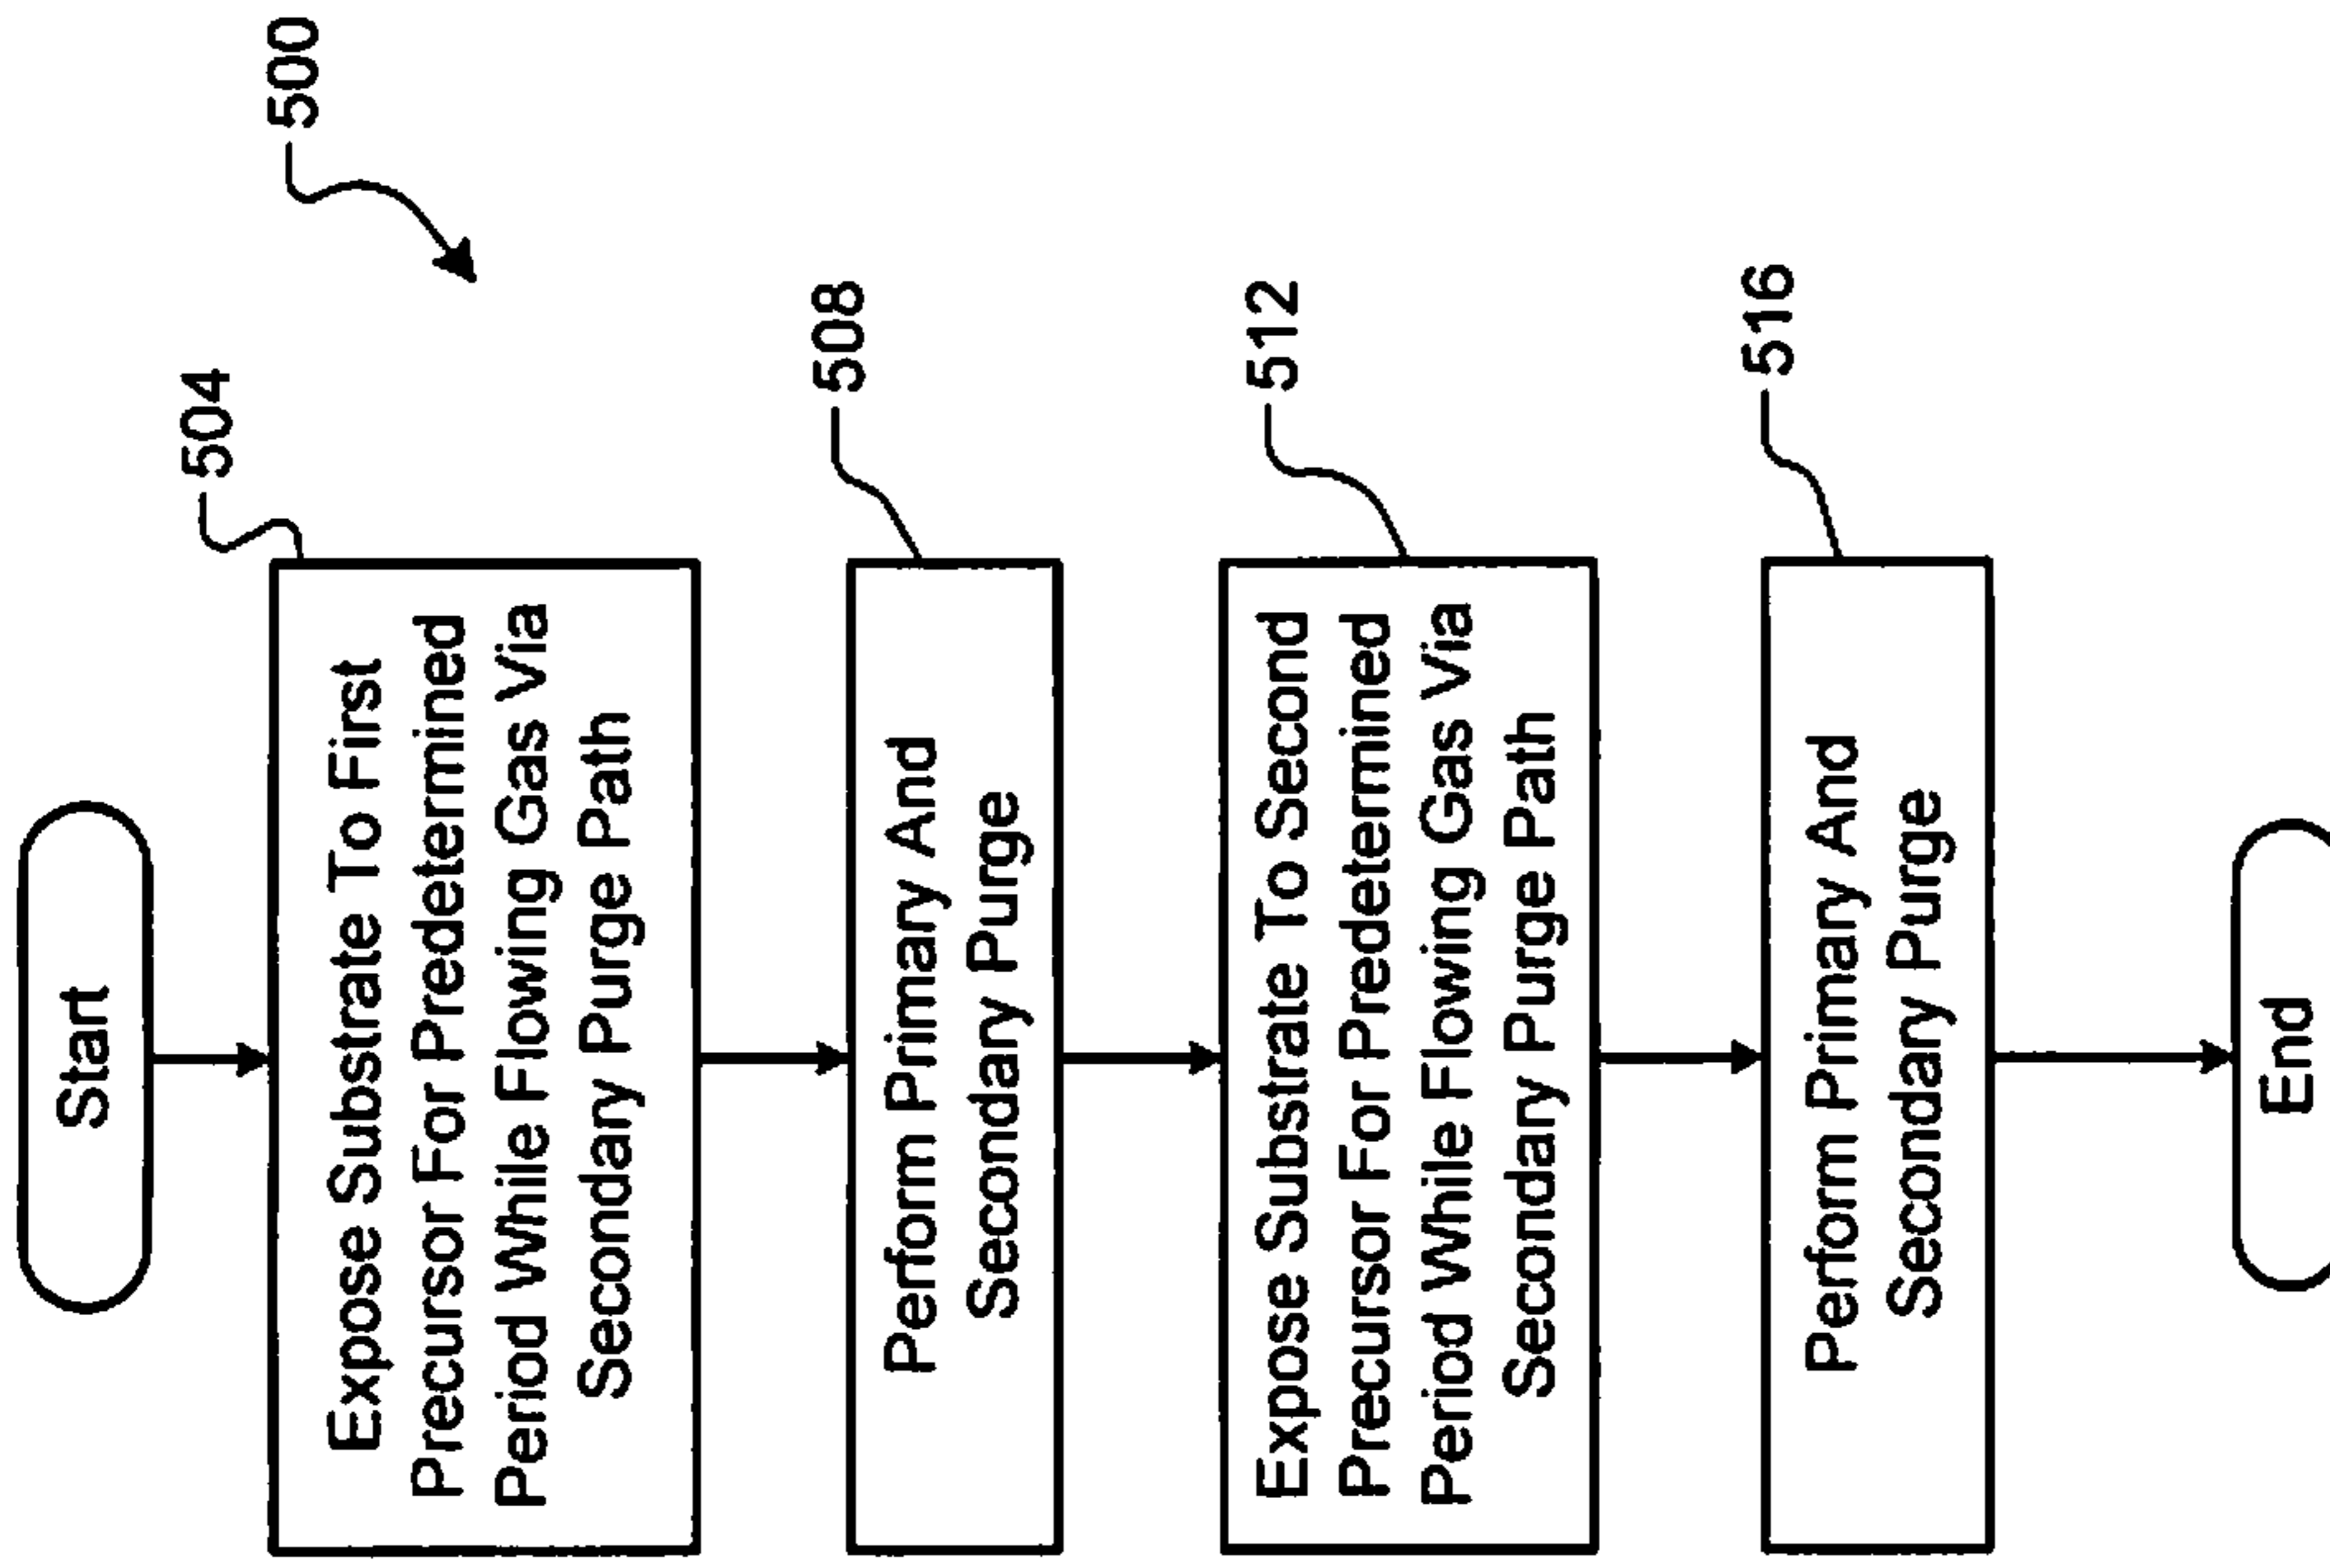 500
Start
504
Expose Substrate To First
Precursor For Predetermined
Period While Flowing Gas Via
Secondary Purge Path
508
Perform Primary And
Secondary Purge
512
Expose Substrate To Second
Precursor For Predetermined
Period While Flowing Gas Via
Secondary Purge Path
516
Perform Primary And
Secondary Purge
End